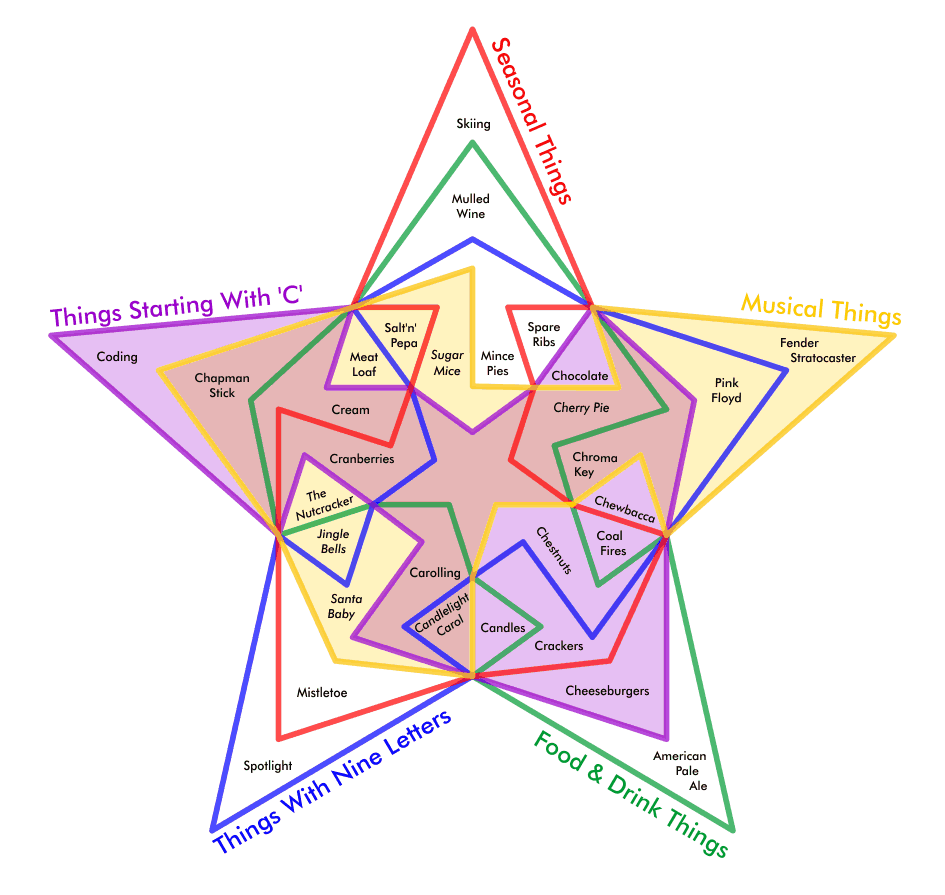 Seasonal Things
Skiing
Mulled
Wine
Things Starting With 'C'
Musical Things
Coding
Fender
Stratocaster
Salt'n'
Pepa
Spare
Ribs
Sugar
Mice
Mince
Pies
Meat
Loaf
Chocolate
Chapman
Stick
Pink
Floyd
Cream
Cherry Pie
Cranberries
Chroma
Key
The
Nutcracker
Chewbacca
Jingle
Bells
Coal
Fires
Chestnuts
Carolling
Santa
Baby
Candlelight
Carol
Candles
Crackers
Mistletoe
Cheeseburgers
Spotlight
American
Pale
Ale
Things With Nine Letters
Food & Drink Things